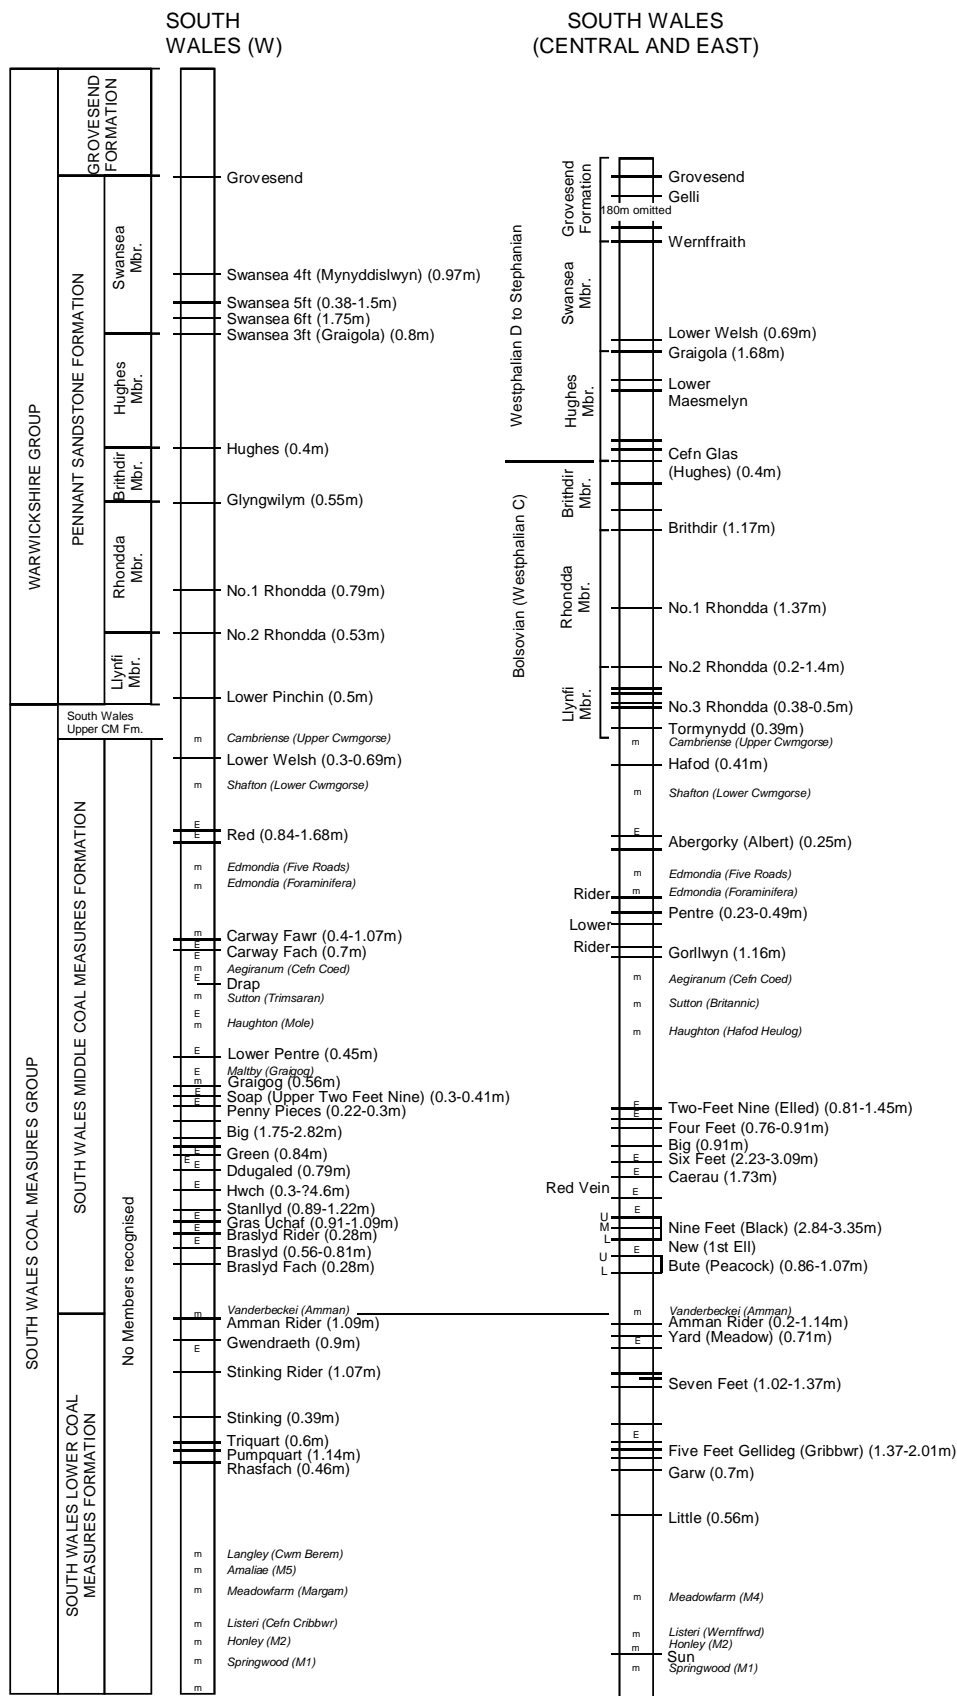 SOUTH
WALES (W)
SOUTH WALES
(CENTRAL AND EAST)
WARWICKSHIRE GROUP
SOUTH WALES COAL MEASURES GROUP
GROVESEND
FORMATION
PENNANT SANDSTONE FORMATION
South Wales
Upper CM Fm.
SOUTH WALES MIDDLE COAL MEASURES FORMATION
SOUTH WALES LOWER COAL
MEASURES FORMATION
Swansea
Mbr.
Hughes
Mbr.
Brithdir
Mbr.
Rhondda
Mbr.
Llynfi
Mbr.
No Members recognised
Grovesend
Swansea 4ft (Mynyddislwyn) (0.97m)
Swansea 5ft (0.38-1.5m)
Swansea 6ft (1.75m)
Swansea 3ft (Graigola) (0.8m)
Hughes (0.4m)
Glyngwilym (0.55m)
No.1 Rhondda (0.79m)
No.2 Rhondda (0.53m)
Lower Pinchin (0.5m)
m Cambriense (Upper Cwmgorse)
Lower Welsh (0.3-0.69m)
m Shafton (Lower Cwmgorse)
E
E Red (0.84-1.68m)
m Edmondia (Five Roads)
m Edmondia (Foraminifera)
m Carway Fawr (0.4-1.07m)
E
Carway Fach (0.7m)
E
m Aegiranum (Cefn Coed)
E
Drap
m Sutton (Trimsaran)
E
m Haughton (Mole)
E
Lower Pentre (0.45m)
E Maltby (Graigog)
m Graigog (0.56m)
E
Soap (Upper Two Feet Nine) (0.3-0.41m)
E
Penny Pieces (0.22-0.3m)
Big (1.75-2.82m)
E
Green (0.84m)
E
E Ddugaled (0.79m)
E
Hwch (0.3-?4.6m)
Stanllyd (0.89-1.22m)
E
Gras Uchaf (0.91-1.09m)
E
Braslyd Rider (0.28m)
E
Braslyd (0.56-0.81m)
Braslyd Fach (0.28m)
m Vanderbeckei (Amman)
Amman Rider (1.09m)
Gwendraeth (0.9m)
E
Stinking Rider (1.07m)
Stinking (0.39m)
Triquart (0.6m)
Pumpquart (1.14m)
Rhasfach (0.46m)
m Langley (Cwm Berem)
m Amaliae (M5)
m Meadowfarm (Margam)
m Listeri (Cefn Cribbwr)
m Honley (M2)
m Springwood (M1)
m
Westphalian D to Stephanian
Bolsovian (Westphalian C)
Grovesend
Formation
Swansea
Mbr.
Hughes
Mbr.
Brithdir
Mbr.
Rhondda
Mbr.
Llynfi
Mbr.
Grovesend
Gelli
180m omitted
Wernffraith
Lower Welsh (0.69m)
Graigola (1.68m)
Lower
Maesmelyn
Cefn Glas
(Hughes) (0.4m)
Brithdir (1.17m)
No.1 Rhondda (1.37m)
No.2 Rhondda (0.2-1.4m)
No.3 Rhondda (0.38-0.5m)
Tormynydd (0.39m)
m Cambriense (Upper Cwmgorse)
Hafod (0.41m)
m Shafton (Lower Cwmgorse)
E
Abergorky (Albert) (0.25m)
m Edmondia (Five Roads)
m Edmondia (Foraminifera)
Rider
Pentre (0.23-0.49m)
Lower
Rider
Gorllwyn (1.16m)
m Aegiranum (Cefn Coed)
m Sutton (Britannic)
m Haughton (Hafod Heulog)
E
Two-Feet Nine (Elled) (0.81-1.45m)
E
Four Feet (0.76-0.91m)
Big (0.91m)
E Six Feet (2.23-3.09m)
E
Caerau (1.73m)
Red Vein E
E
U
M Nine Feet (Black) (2.84-3.35m)
L
E New (1st Ell)
U
Bute (Peacock) (0.86-1.07m)
L
m Vanderbeckei (Amman)
Amman Rider (0.2-1.14m)
E Yard (Meadow) (0.71m)
Seven Feet (1.02-1.37m)
E
Five Feet Gellideg (Gribbwr) (1.37-2.01m)
Garw (0.7m)
Little (0.56m)
m Meadowfarm (M4)
m Listeri (Wernffrwd)
m Honley (M2)
Sun
m Springwood (M1)